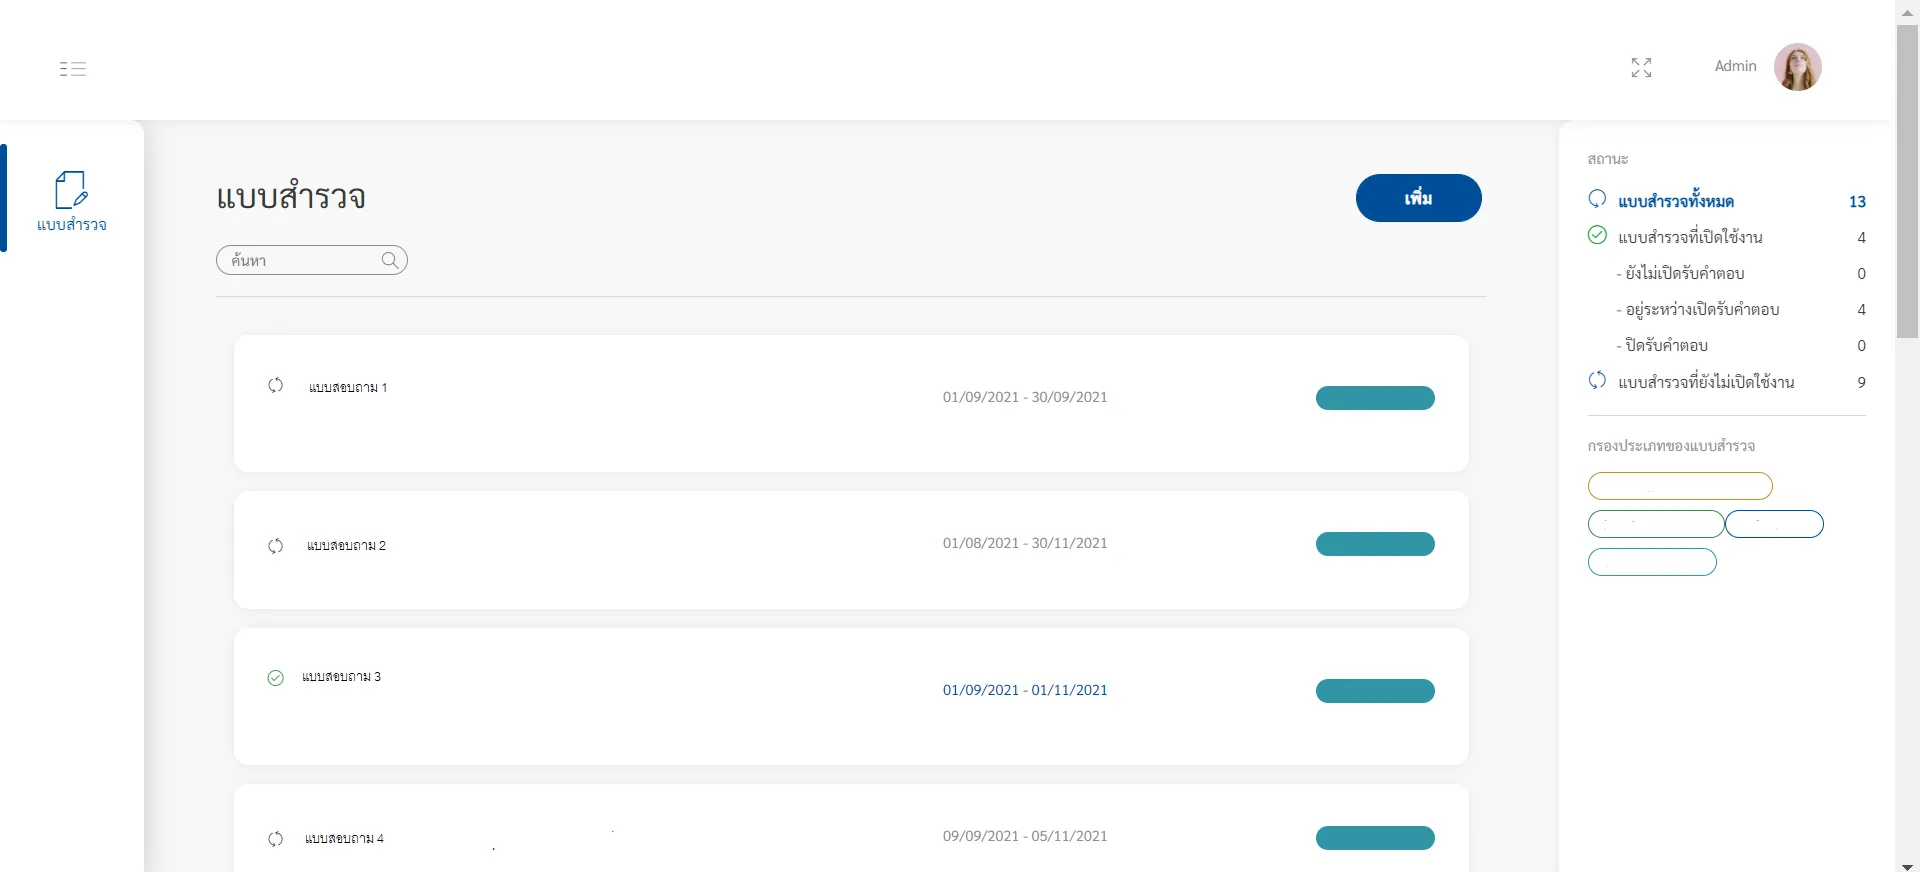 Admin
แบบสำรวจ
แบบสำรวจ
เพิ่ม
ค้นหา
แบบสอบถาม 1
01/09/2021 - 30/09/2021
แบบสอบถาม 2
01/08/2021 - 30/11/2021
แบบสอบถาม 3
01/09/2021 - 01/11/2021
แบบสอบถาม 4
09/09/2021 - 05/11/2021
สถานะ
แบบสำรวจทั้งหมด 13
แบบสำรวจที่เปิดใช้งาน 4
- ยังไม่เปิดรับคำตอบ 0
- อยู่ระหว่างเปิดรับคำตอบ 4
- ปิดรับคำตอบ 0
แบบสำรวจที่ยังไม่เปิดใช้งาน 9
กรองประเภทของแบบสำรวจ